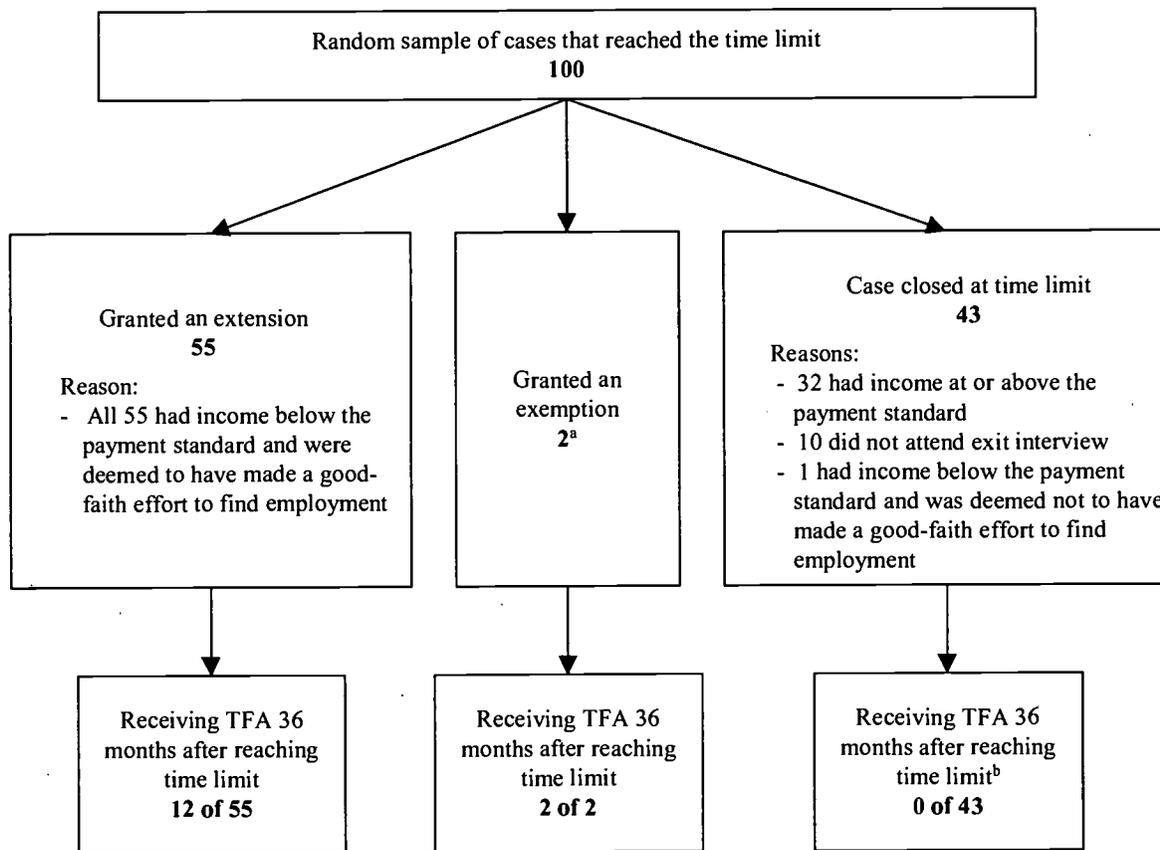 Random sample of cases that reached the time limit
100
Granted an extension
55
Reason:
- All 55 had income below the
payment standard and were
deemed to have made a good-
faith effort to find employment
Granted an
exemption
2ᵃ
Case closed at time limit
43
Reasons:
- 32 had income at or above the
payment standard
- 10 did not attend exit interview
- 1 had income below the payment
standard and was deemed not to have
made a good-faith effort to find
employment
Receiving TFA 36
months after reaching
time limit
12 of 55
Receiving TFA 36
months after reaching
time limit
2 of 2
Receiving TFA 36
months after reaching
time limitᵇ
0 of 43